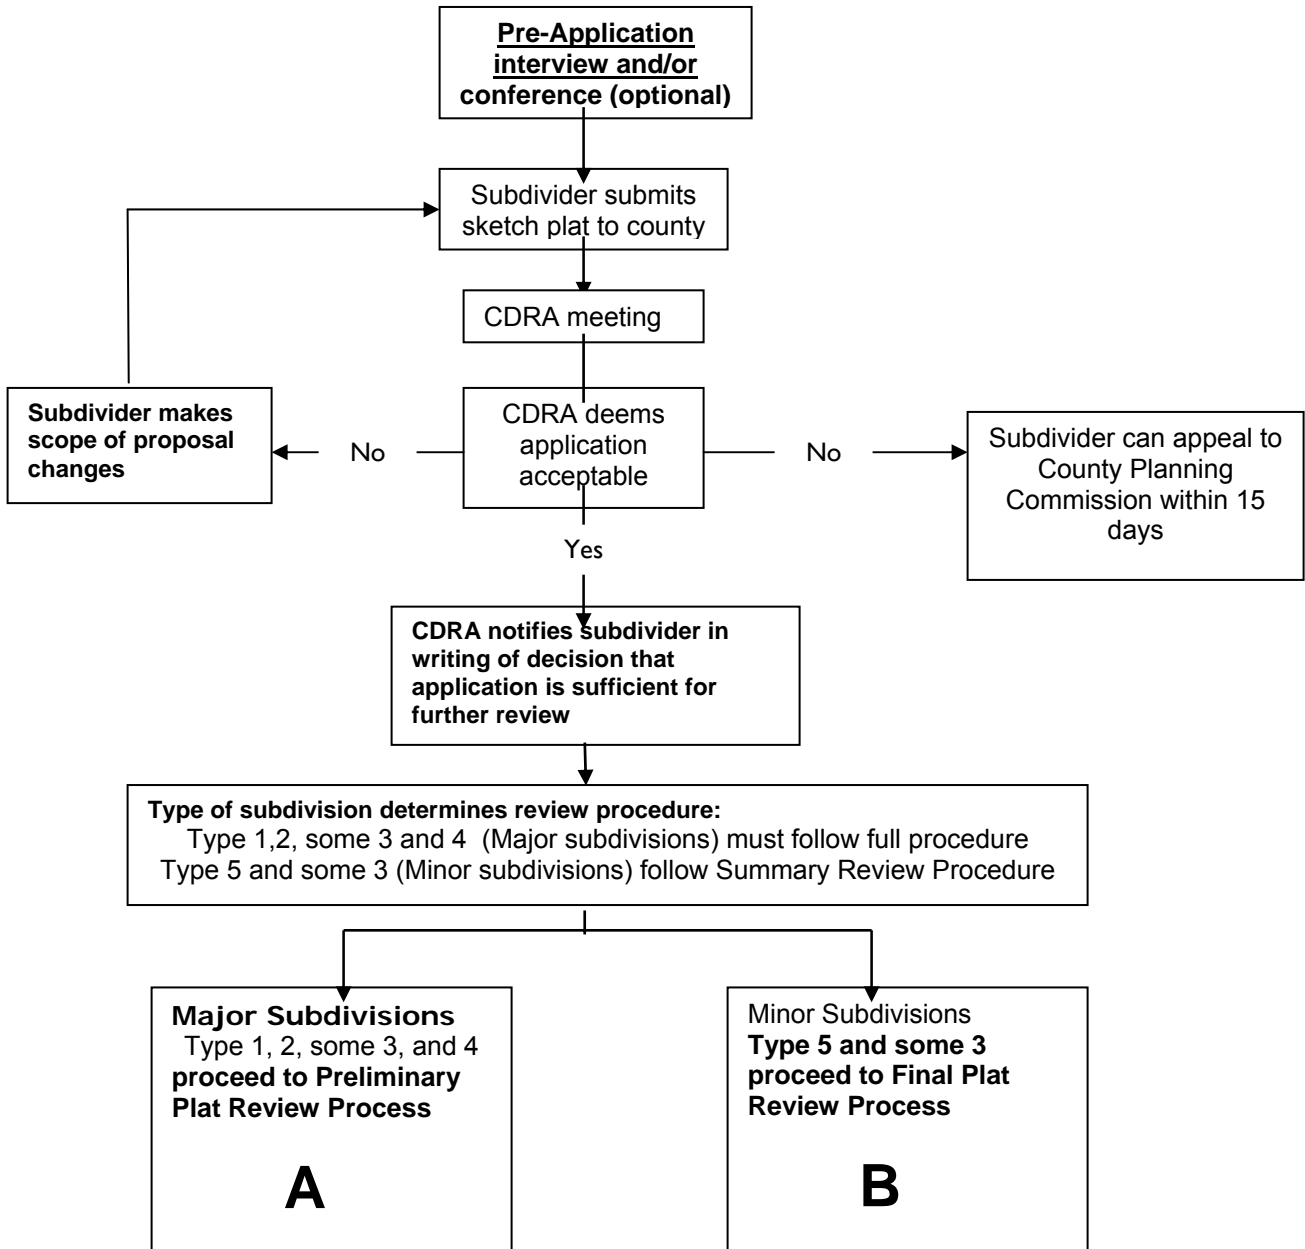 Pre-Application
interview and/or
conference (optional)
Subdivider submits
sketch plat to county
CDRA meeting
Subdivider makes
scope of proposal
changes
No
CDRA deems
application
acceptable
No
Subdivider can appeal to
County Planning
Commission within 15
days
Yes
CDRA notifies subdivider in
writing of decision that
application is sufficient for
further review
Type of subdivision determines review procedure:
Type 1,2, some 3 and 4 (Major subdivisions) must follow full procedure
Type 5 and some 3 (Minor subdivisions) follow Summary Review Procedure
Major Subdivisions
Type 1, 2, some 3, and 4
proceed to Preliminary
Plat Review Process
A
Minor Subdivisions
Type 5 and some 3
proceed to Final Plat
Review Process
B